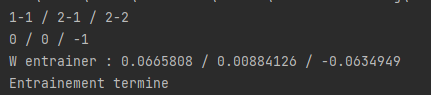 1-1 / 2-1 / 2-2
0 / 0 / -1
W entrainer : 0.0665808 / 0.00884126 / -0.0634949
Entrainement termine